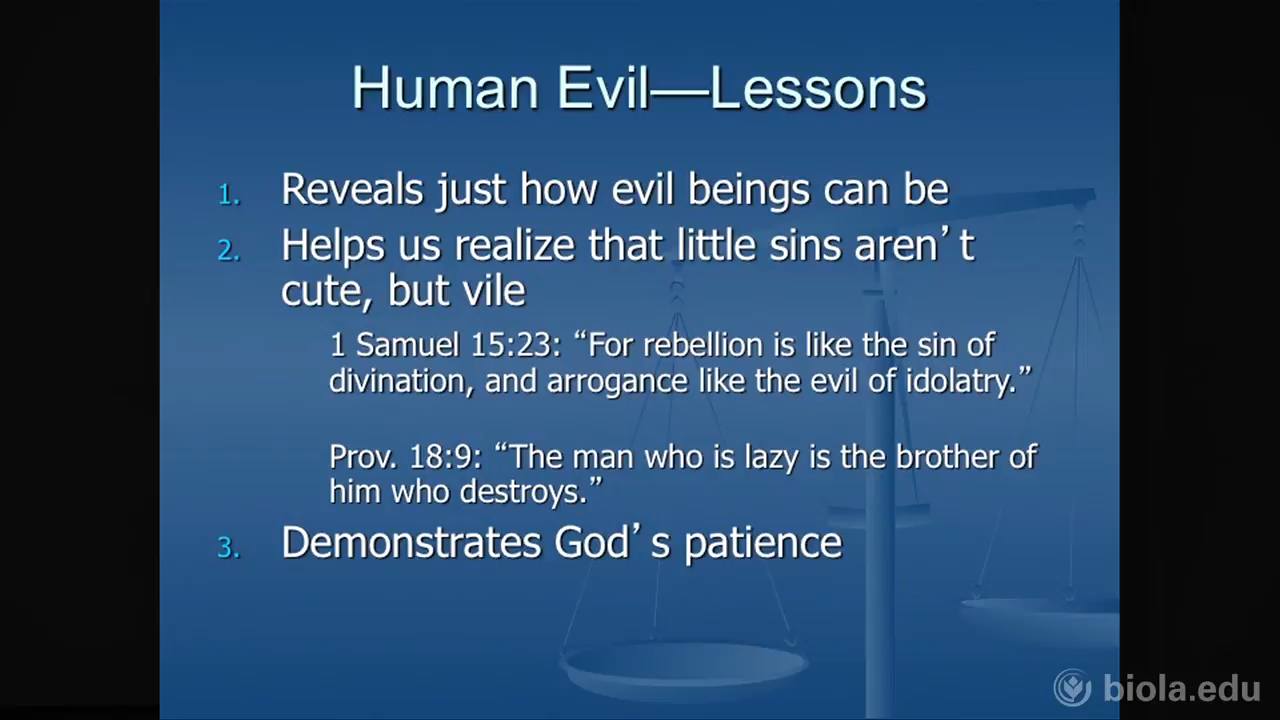 Human Evil—Lessons
1. Reveals just how evil beings can be
2. Helps us realize that little sins aren’t
cute, but vile
1 Samuel 15:23: “For rebellion is like the sin of
divination, and arrogance like the evil of idolatry.”
Prov. 18:9: “The man who is lazy is the brother of
him who destroys.”
3. Demonstrates God’s patience
biola.edu